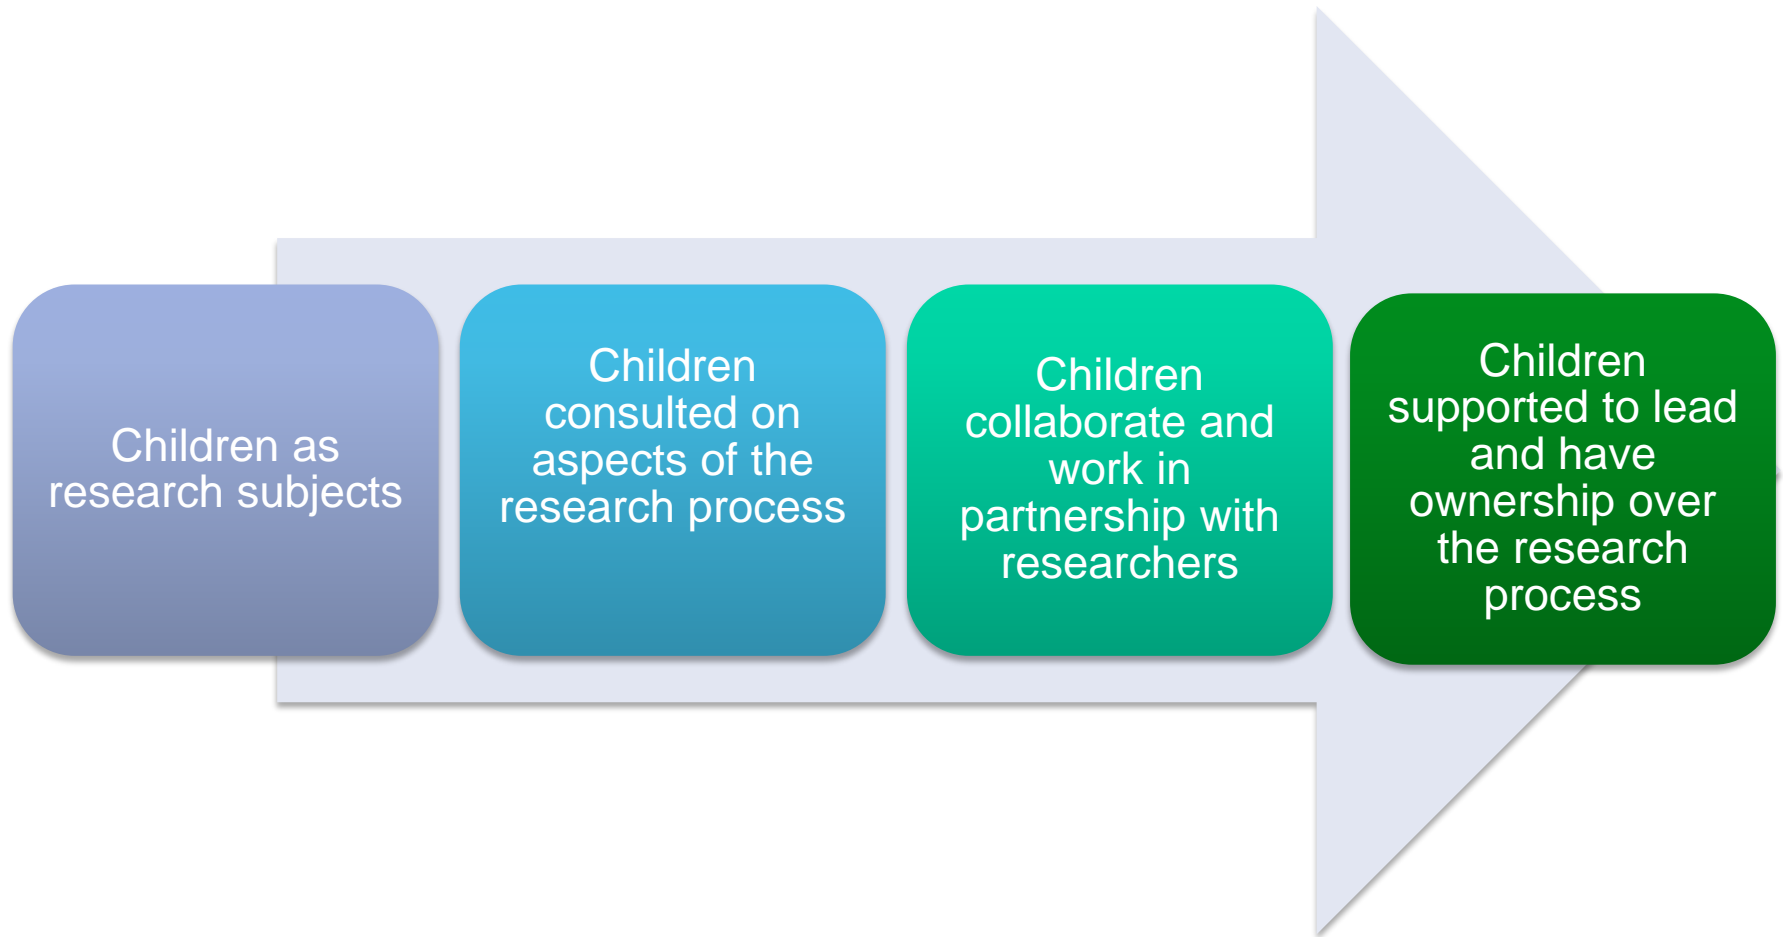 Children as
research subjects
Children
consulted on
aspects of the
research process
Children
collaborate and
work in
partnership with
researchers
Children
supported to lead
and have
ownership over
the research
process